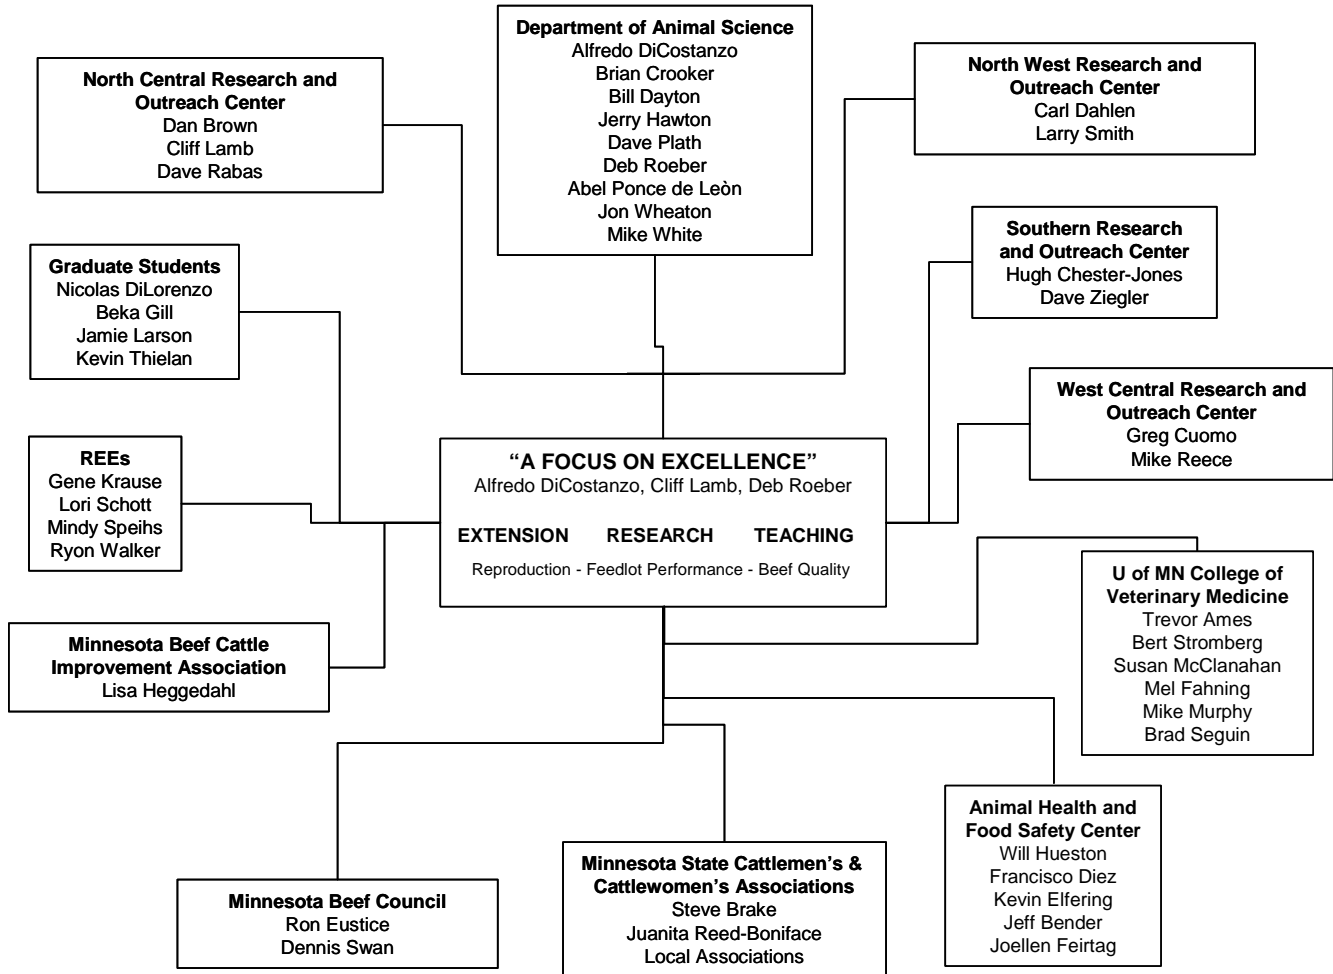 Department of Animal Science
Alfredo DiCostanzo
Brian Crooker
Bill Dayton
Jerry Hawton
Dave Plath
Deb Roeber
Abel Ponce de Leòn
Jon Wheaton
Mike White
North Central Research and
Outreach Center
Dan Brown
Cliff Lamb
Dave Rabas
North West Research and
Outreach Center
Carl Dahlen
Larry Smith
Graduate Students
Nicolas DiLorenzo
Beka Gill
Jamie Larson
Kevin Thielan
Southern Research
and Outreach Center
Hugh Chester-Jones
Dave Ziegler
West Central Research and
Outreach Center
Greg Cuomo
Mike Reece
REEs
Gene Krause
Lori Schott
Mindy Speihs
Ryon Walker
“A FOCUS ON EXCELLENCE”
Alfredo DiCostanzo, Cliff Lamb, Deb Roeber
EXTENSION RESEARCH TEACHING
Reproduction - Feedlot Performance - Beef Quality
U of MN College of
Veterinary Medicine
Trevor Ames
Bert Stromberg
Susan McClanahan
Mel Fahning
Mike Murphy
Brad Seguin
Minnesota Beef Cattle
Improvement Association
Lisa Heggedahl
Animal Health and
Food Safety Center
Will Hueston
Francisco Diez
Kevin Elfering
Jeff Bender
Joellen Feirtag
Minnesota State Cattlemen’s &
Cattlewomen’s Associations
Steve Brake
Juanita Reed-Boniface
Local Associations
Minnesota Beef Council
Ron Eustice
Dennis Swan